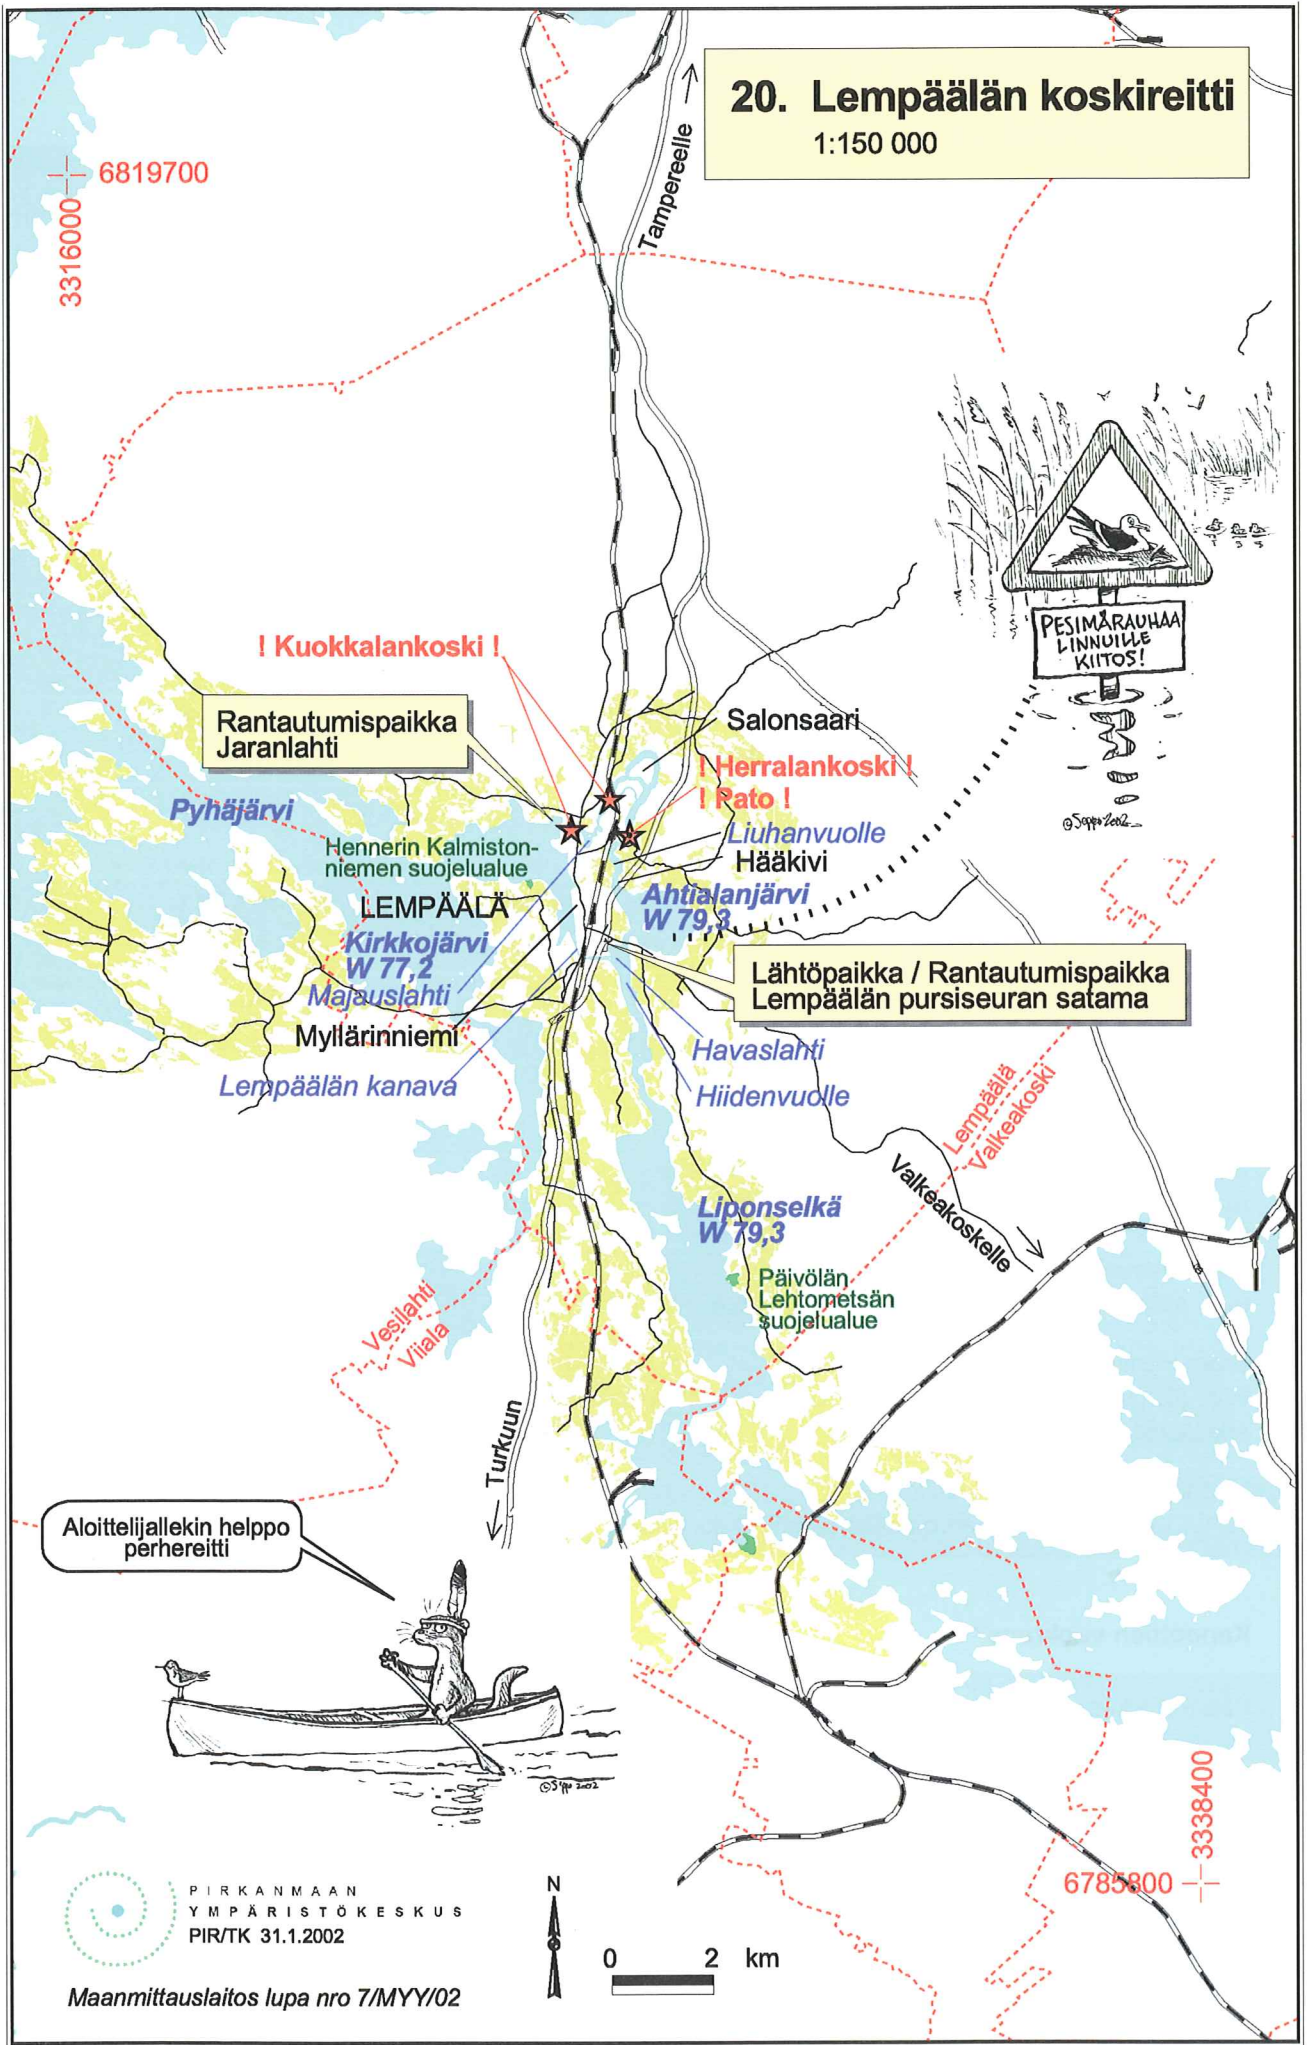 20. Lempäälän koskireitti
1:150 000
Tampereelle
6819700
3316000
PESIMÄRAUHAA
LINNUILLE
KIITOS!
©Seppo 2002
! Kuokkalankoski !
Rantautumispaikka
Jaranlahti
Salonsaari
! Herralankoski !
! Pato !
Pyhäjärvi
Liuhanvuolle
Hennerin Kalmiston-
niemen suojelualue
Hääkivi
LEMPÄÄLÄ
Ahtialanjärvi
W 79,3
Kirkkojärvi
W 77,2
Majauslahti
Lähtöpaikka / Rantautumispaikka
Lempäälän pursiseuran satama
Myllärinniemi
Havaslahti
Lempäälän kanava
Hiidenvuolle
Lempäälä
Valkeakoski
Valkeakoskelle
Liponselkä
W 79,3
Päivölän
Lehtometsän
suojelualue
Vesilahti
Viiala
Turkuun
Aloittelijallekin helppo
perhereitti
©Seppo 2002
3338400
6785800
PIRKANMAAN
YMPÄRISTÖKESKUS
PIR/TK 31.1.2002
N
0 2 km
Maanmittauslaitos lupa nro 7/MYY/02